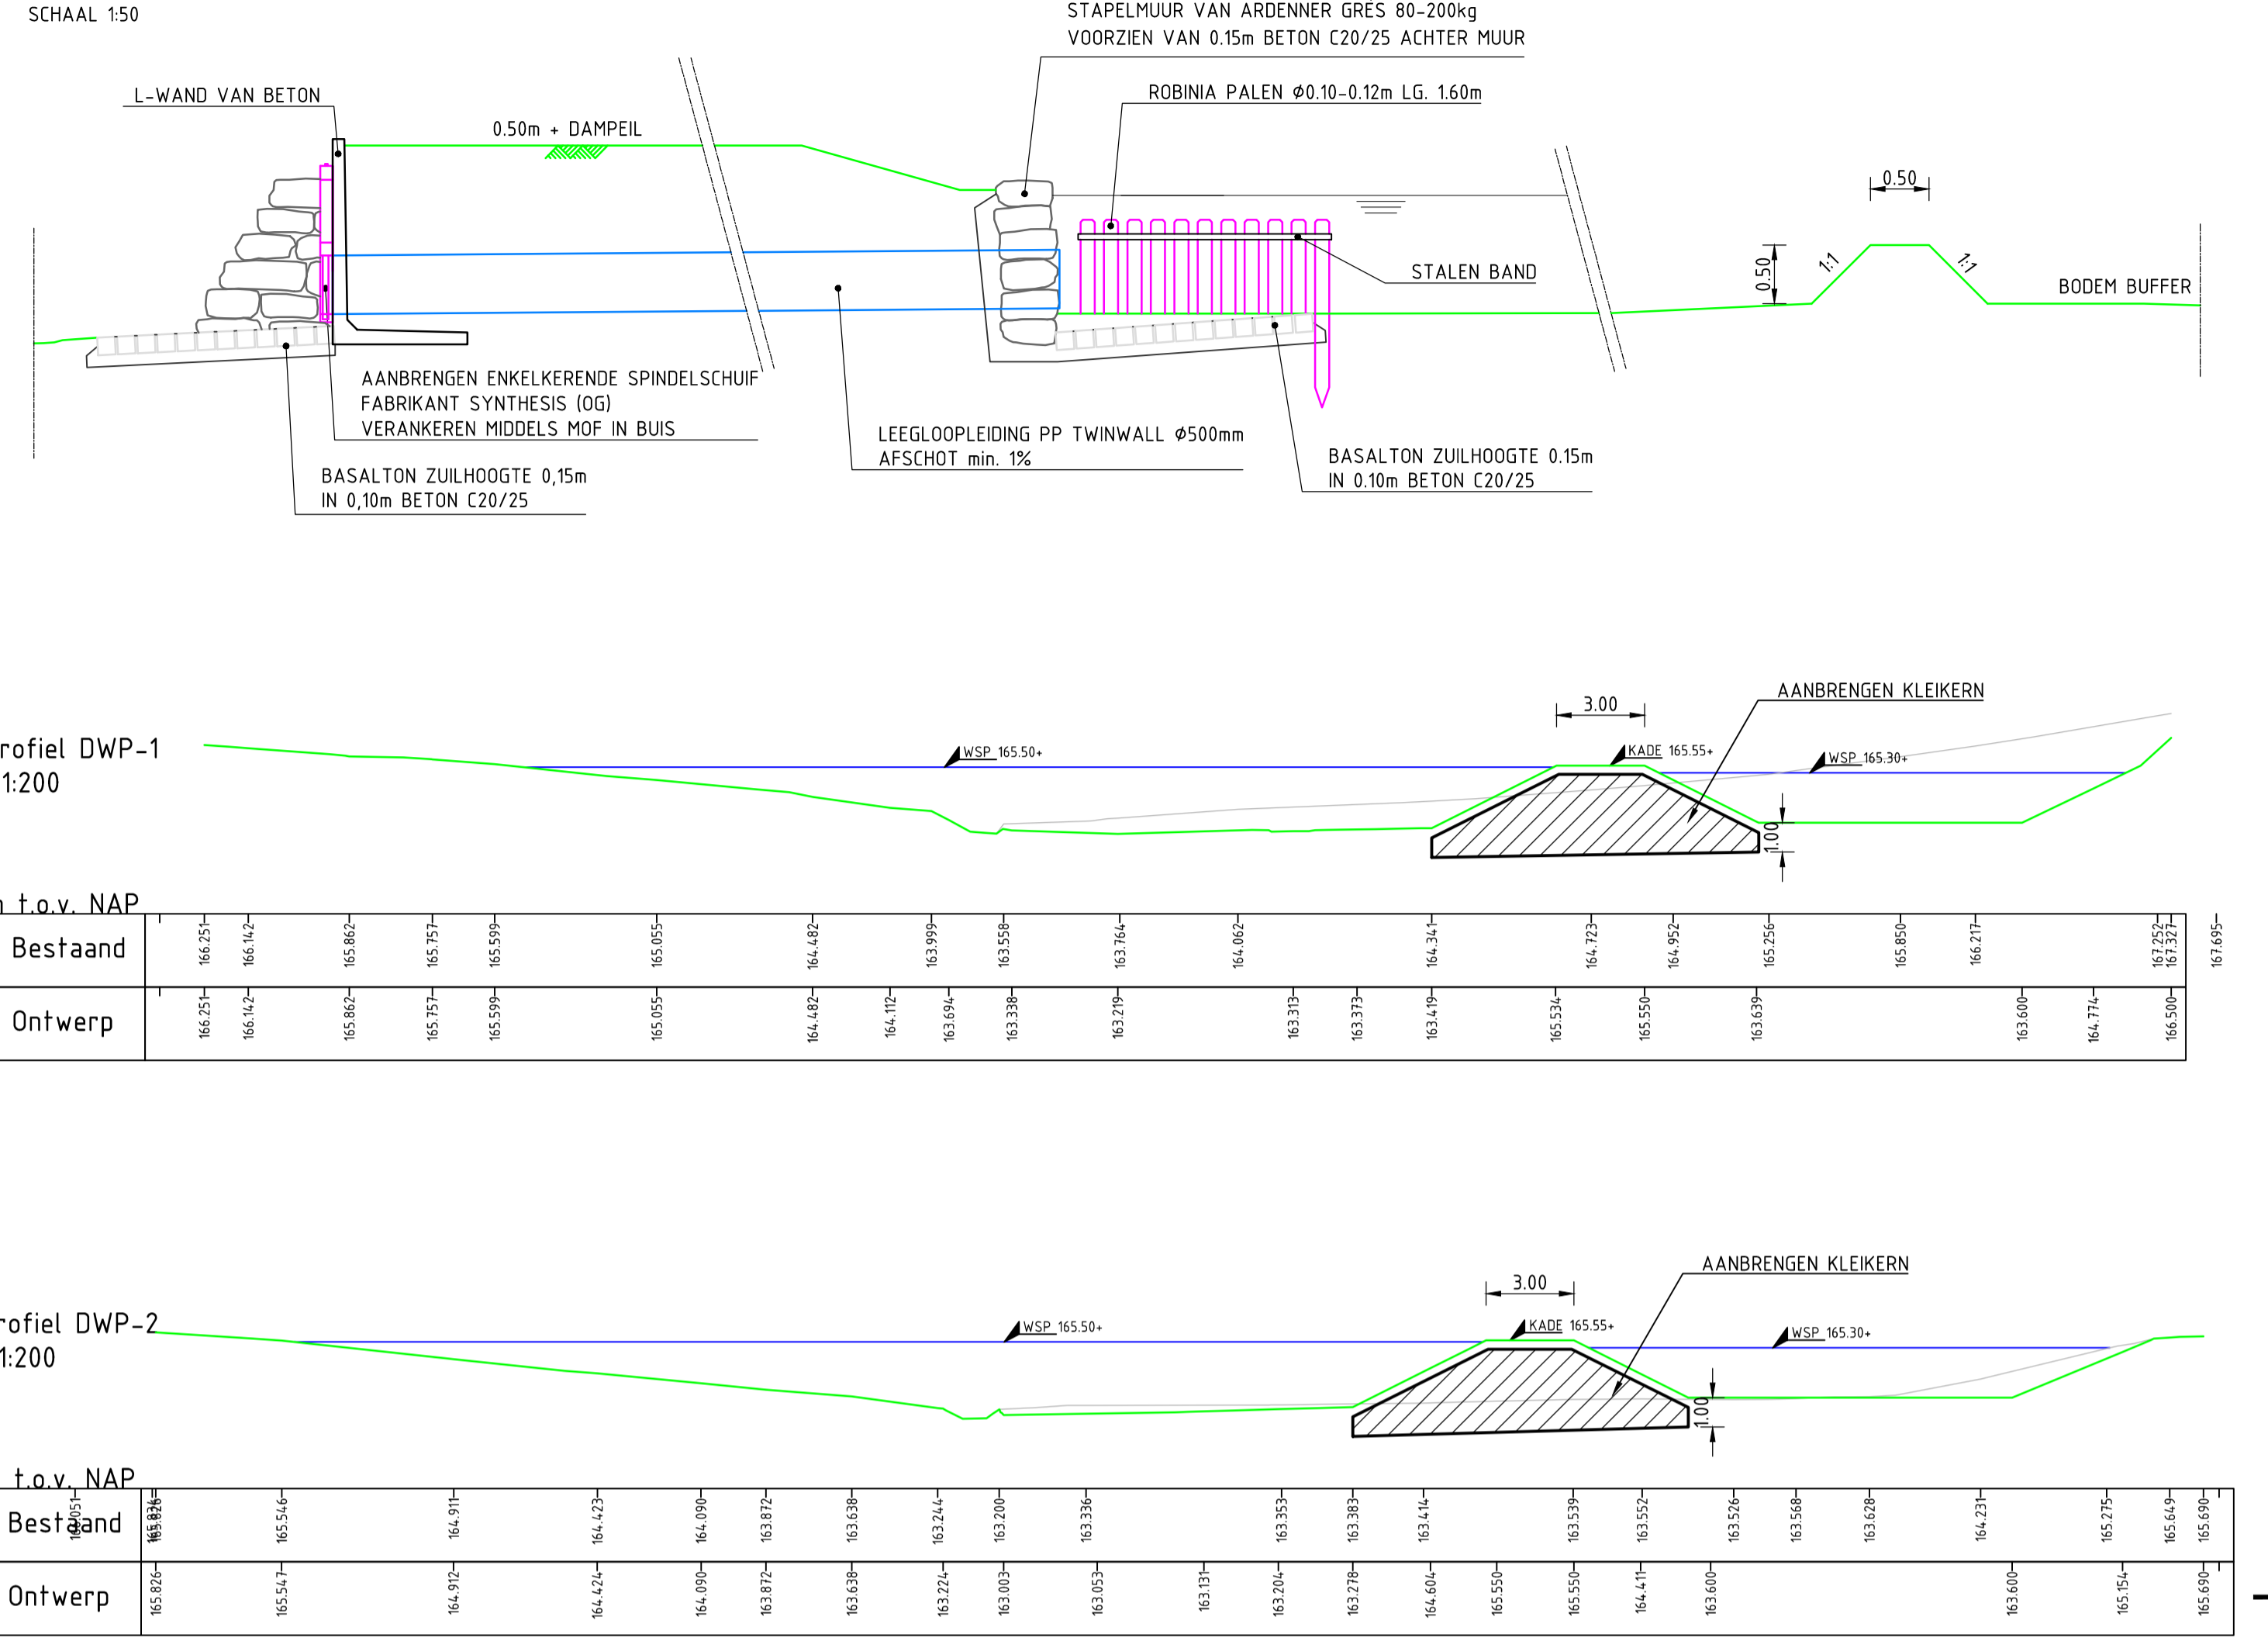 SCHAAL 1:50
STAPELMUUR VAN ARDENNER GRÈS 80-200kg
VOORZIEN VAN 0.15m BETON C20/25 ACHTER MUUR
L-WAND VAN BETON
ROBINIA PALEN Ø0.10-0.12m LG. 1.60m
0.50m + DAMPEIL
0.50
0.50
1:1
1:1
STALEN BAND
BODEM BUFFER
AANBRENGEN ENKELKERENDE SPINDELSCHUIF
FABRIKANT SYNTHESIS (OG)
VERANKEREN MIDDELS MOF IN BUIS
LEEGLOOPLEIDING PP TWINWALL Ø500mm
AFSCHOT min. 1%
BASALTON ZUILHOOGTE 0.15m
IN 0.10m BETON C20/25
BASALTON ZUILHOOGTE 0,15m
IN 0,10m BETON C20/25
rofiel DWP-1
1:200
WSP 165.50+
3.00
KADE 165.55+
AANBRENGEN KLEIKERN
WSP 165.30+
1.00
t.o.v. NAP
Bestaand 166.251 166.142 165.862 165.757 165.599 165.055 164.482 163.999 163.558 163.764 164.062 164.341 164.723 164.952 165.256 165.850 166.217 167.252 167.327 167.695
Ontwerp 166.251 166.142 165.862 165.757 165.599 165.055 164.482 164.112 163.694 163.338 163.219 163.313 163.373 163.419 165.534 165.550 163.639 163.600 164.774 166.500
rofiel DWP-2
1:200
WSP 165.50+
3.00
KADE 165.55+
AANBRENGEN KLEIKERN
WSP 165.30+
1.00
t.o.v. NAP
Bestaand 165.546 164.911 164.423 164.090 163.872 163.638 163.244 163.200 163.336 163.353 163.383 163.414 163.539 163.552 163.526 163.568 163.628 164.231 165.275 165.649 165.690
Ontwerp 165.826 165.547 164.912 164.424 164.090 163.872 163.638 163.224 163.003 163.053 163.131 163.204 163.278 164.604 165.550 165.550 164.411 163.600 163.600 165.154 165.690